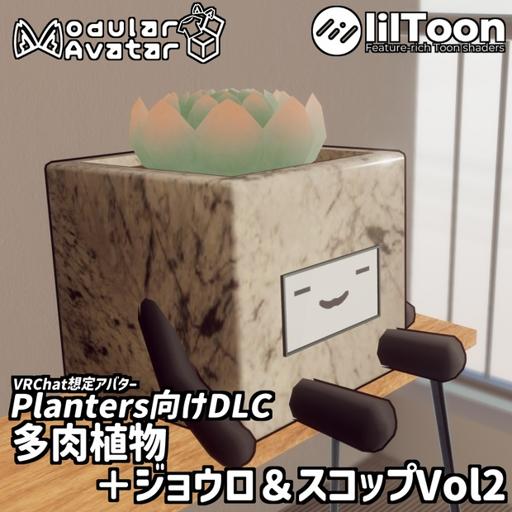 Modular
Avatar
lilToon
Feature-rich Toon shaders
VRChat想定アバター
Planters向けDLC
多肉植物
＋ジョウロ＆スコップVol2